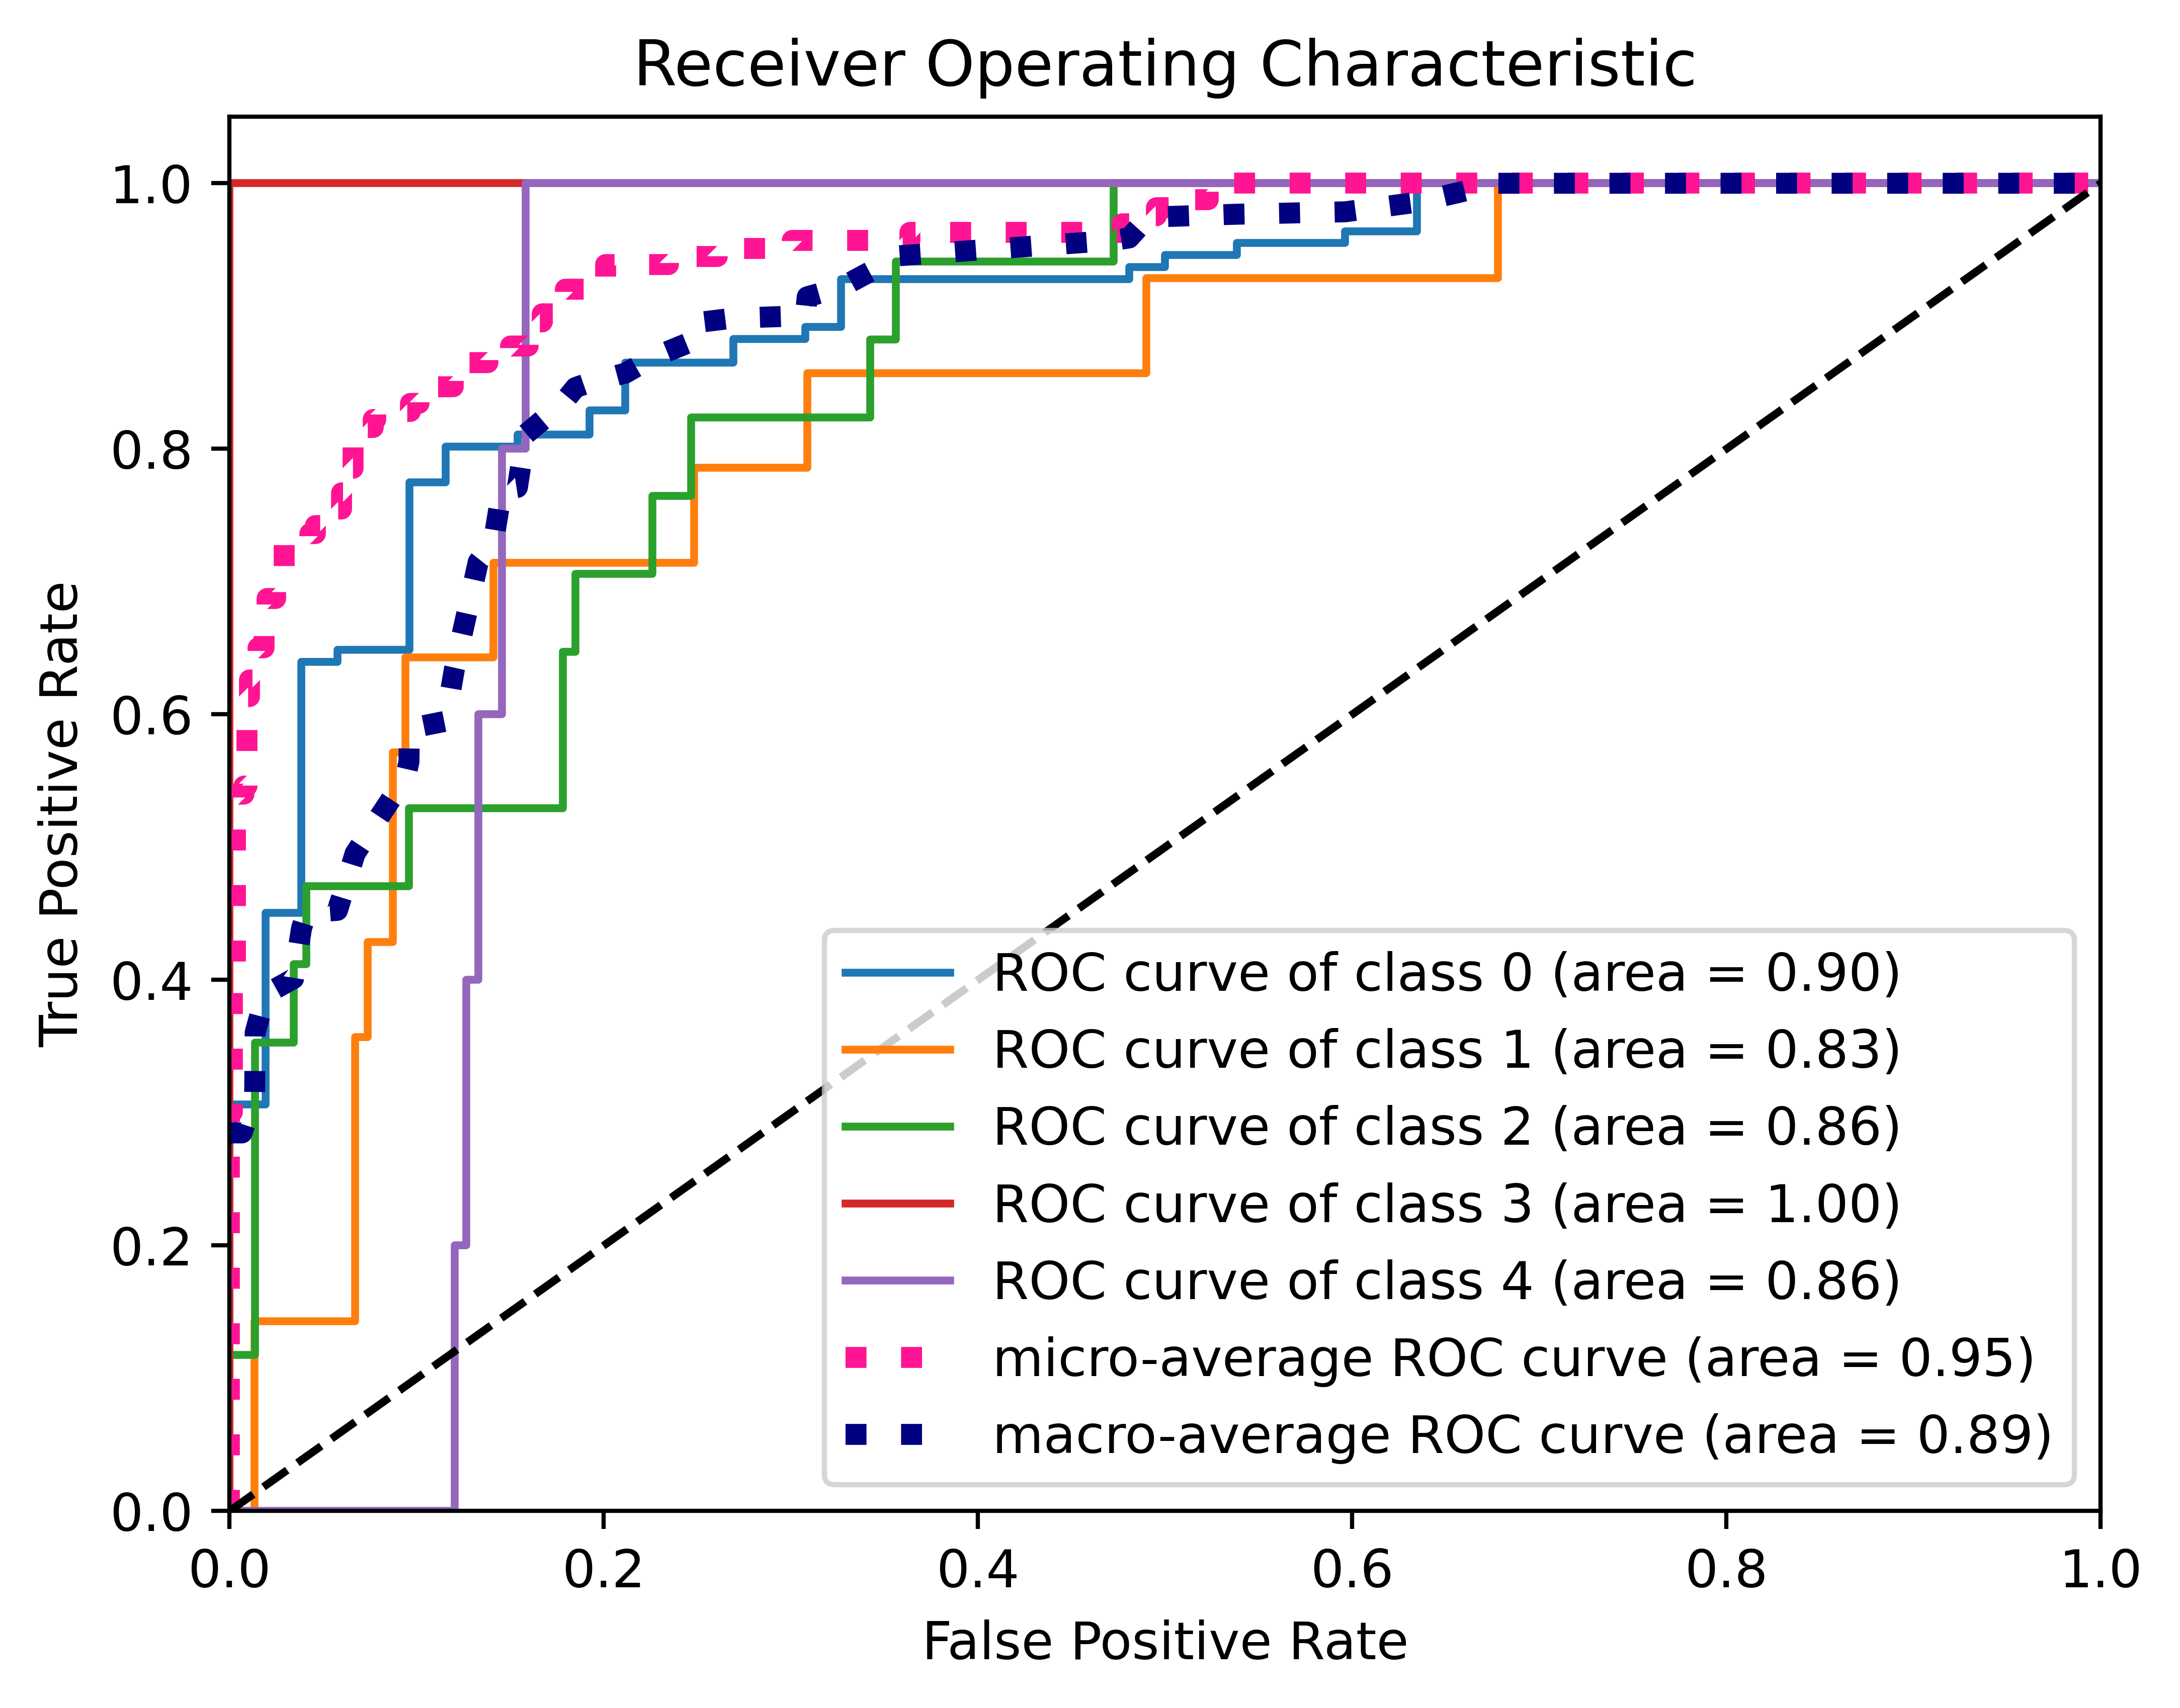 Receiver Operating Characteristic
True Positive Rate
1.0
0.8
0.6
0.4
0.2
0.0
ROC curve of class 0 (area = 0.90)
ROC curve of class 1 (area = 0.83)
ROC curve of class 2 (area = 0.86)
ROC curve of class 3 (area = 1.00)
ROC curve of class 4 (area = 0.86)
micro-average ROC curve (area = 0.95)
macro-average ROC curve (area = 0.89)
0.0 0.2 0.4 0.6 0.8 1.0
False Positive Rate